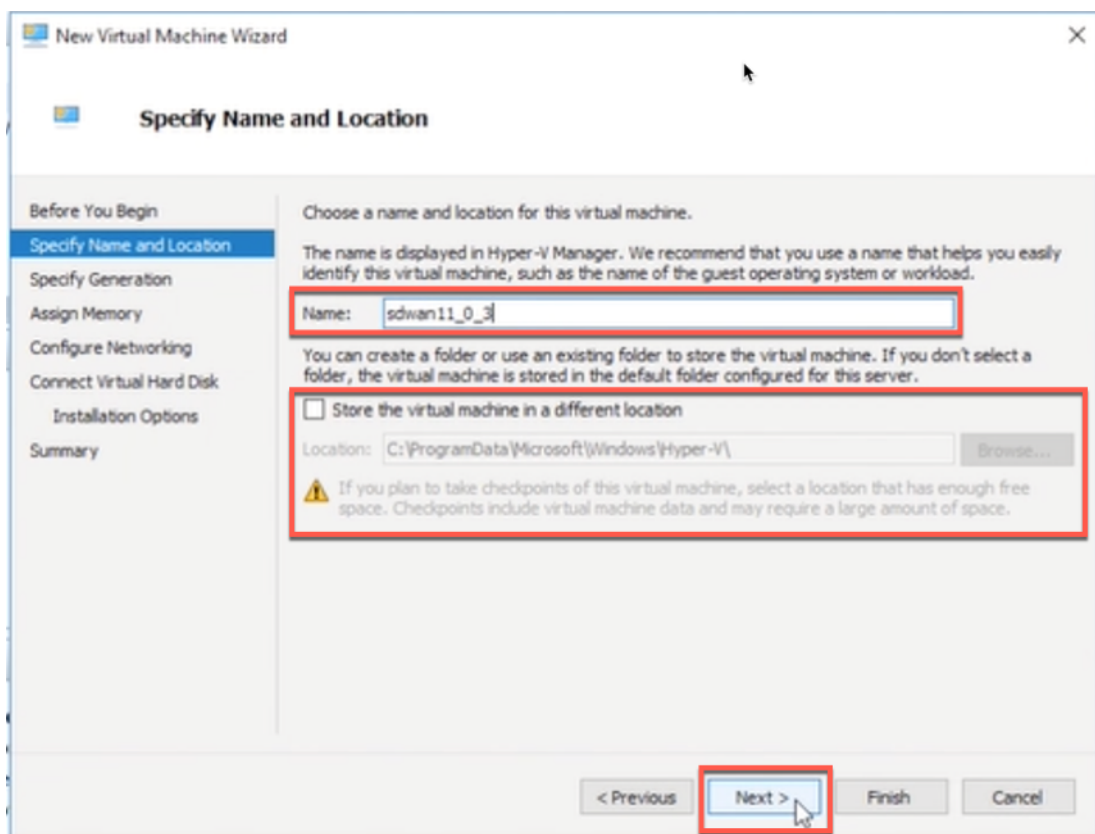 New Virtual Machine Wizard
Specify Name and Location
Before You Begin
Specify Name and Location
Specify Generation
Assign Memory
Configure Networking
Connect Virtual Hard Disk
Installation Options
Summary
Choose a name and location for this virtual machine.
The name is displayed in Hyper-V Manager. We recommend that you use a name that helps you easily
identify this virtual machine, such as the name of the guest operating system or workload.
Name: sdwan11_0_3
You can create a folder or use an existing folder to store the virtual machine. If you don't select a
folder, the virtual machine is stored in the default folder configured for this server.
Store the virtual machine in a different location
Location: C:\ProgramData\Microsoft\Windows\Hyper-V\ Browse...
If you plan to take checkpoints of this virtual machine, select a location that has enough free
space. Checkpoints include virtual machine data and may require a large amount of space.
< Previous Next > Finish Cancel